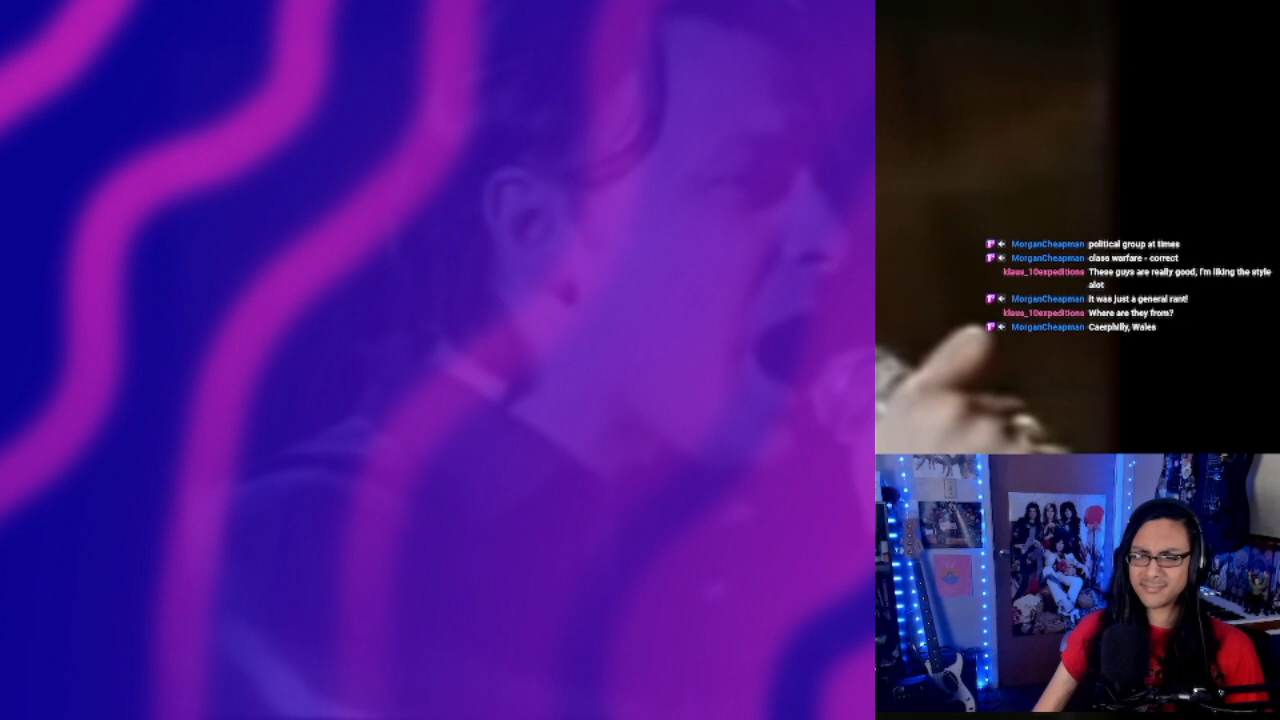 MorganCheapman political group at times
MorganCheapman class warfare - correct
klaus_10expeditions These guys are really good, I'm liking the style
alot
MorganCheapman It was just a general rant!
klaus_10expeditions Where are they from?
MorganCheapman Caerphilly, Wales